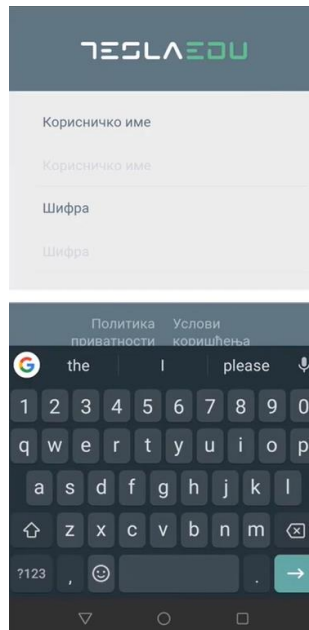 TESLAEDU
Корисничко име
Корисничко име
Шифра
Шифра
Политика Услови
приватности коришћења
G the I please
1 2 3 4 5 6 7 8 9 0
q w e r t y u i o p
a s d f g h j k l
z x c v b n m
?123 , .